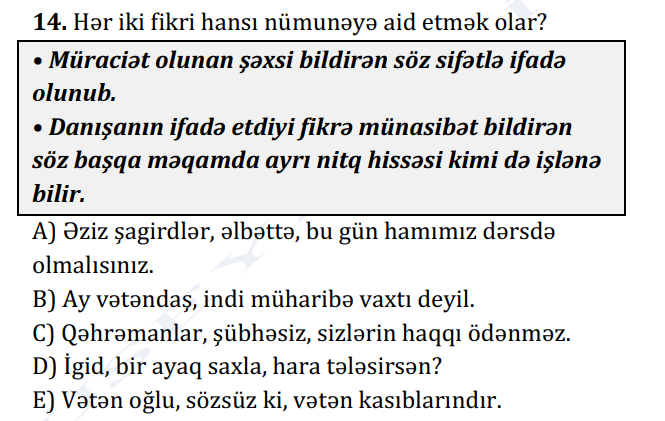 14. Hər iki fikri hansı nümunəyə aid etmək olar?
• Müraciət olunan şəxsi bildirən söz sifətlə ifadə
olunub.
• Danışanın ifadə etdiyi fikrə münasibət bildirən
söz başqa məqamda ayrı nitq hissəsi kimi də işlənə
bilir.
A) Əziz şagirdlər, əlbəttə, bu gün hamımız dərsdə
olmalısınız.
B) Ay vətəndaş, indi müharibə vaxtı deyil.
C) Qəhrəmanlar, şübhəsiz, sizlərin haqqı ödənməz.
D) İgid, bir ayaq saxla, hara tələsirsən?
E) Vətən oğlu, sözsüz ki, vətən kasıblarındır.